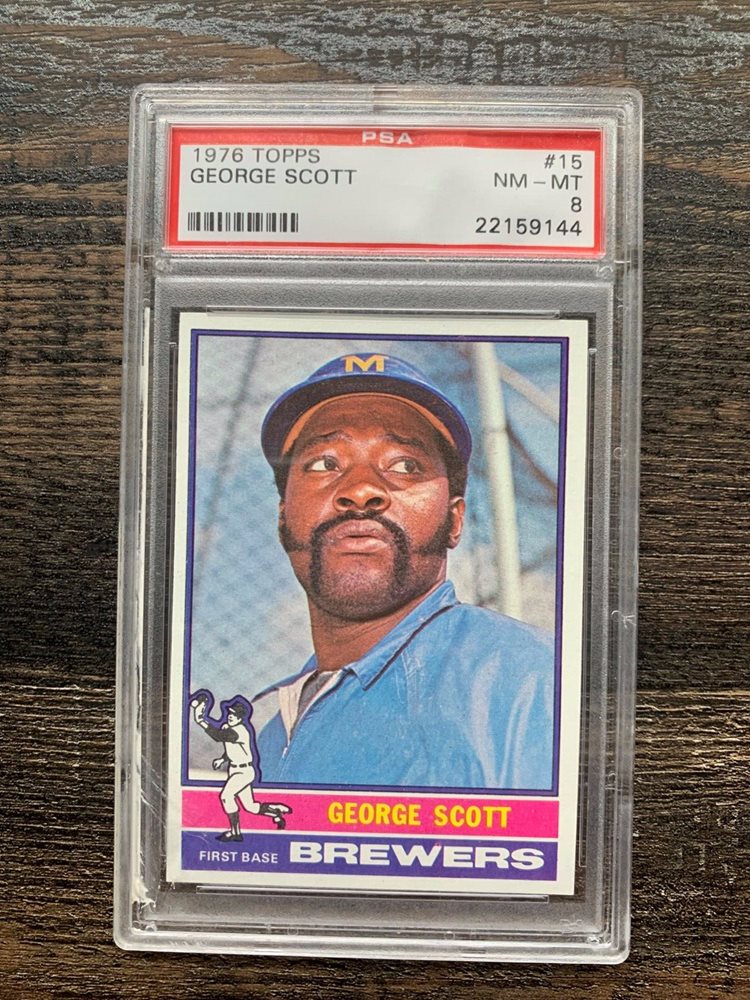 PSA
1976 TOPPS #15
GEORGE SCOTT NM - MT
8
22159144
M
GEORGE SCOTT
FIRST BASE BREWERS